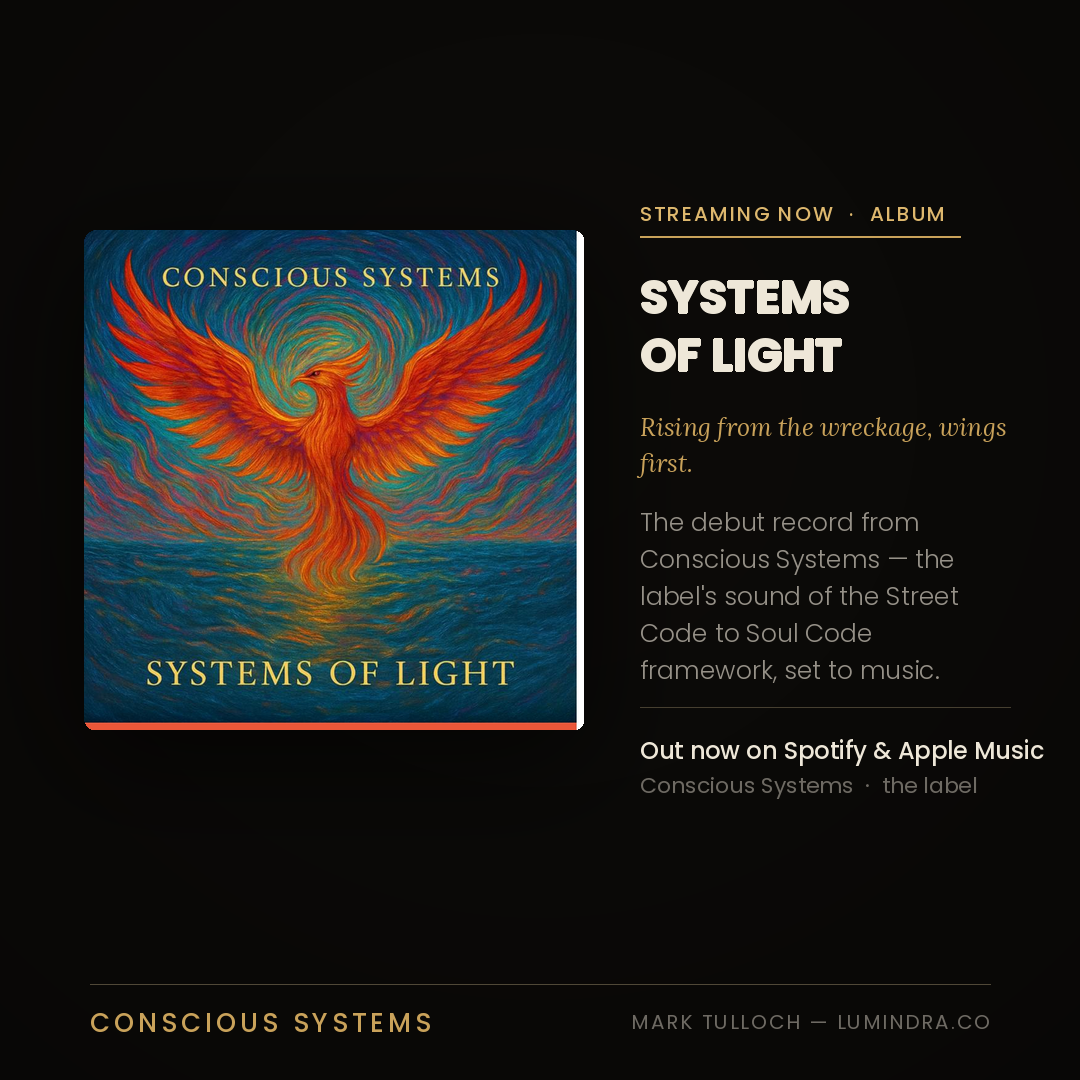 CONSCIOUS SYSTEMS
SYSTEMS OF LIGHT
STREAMING NOW · ALBUM
SYSTEMS
OF LIGHT
Rising from the wreckage, wings
first.
The debut record from
Conscious Systems — the
label's sound of the Street
Code to Soul Code
framework, set to music.
Out now on Spotify & Apple Music
Conscious Systems · the label
CONSCIOUS SYSTEMS
MARK TULLOCH — LUMINDRA.CO